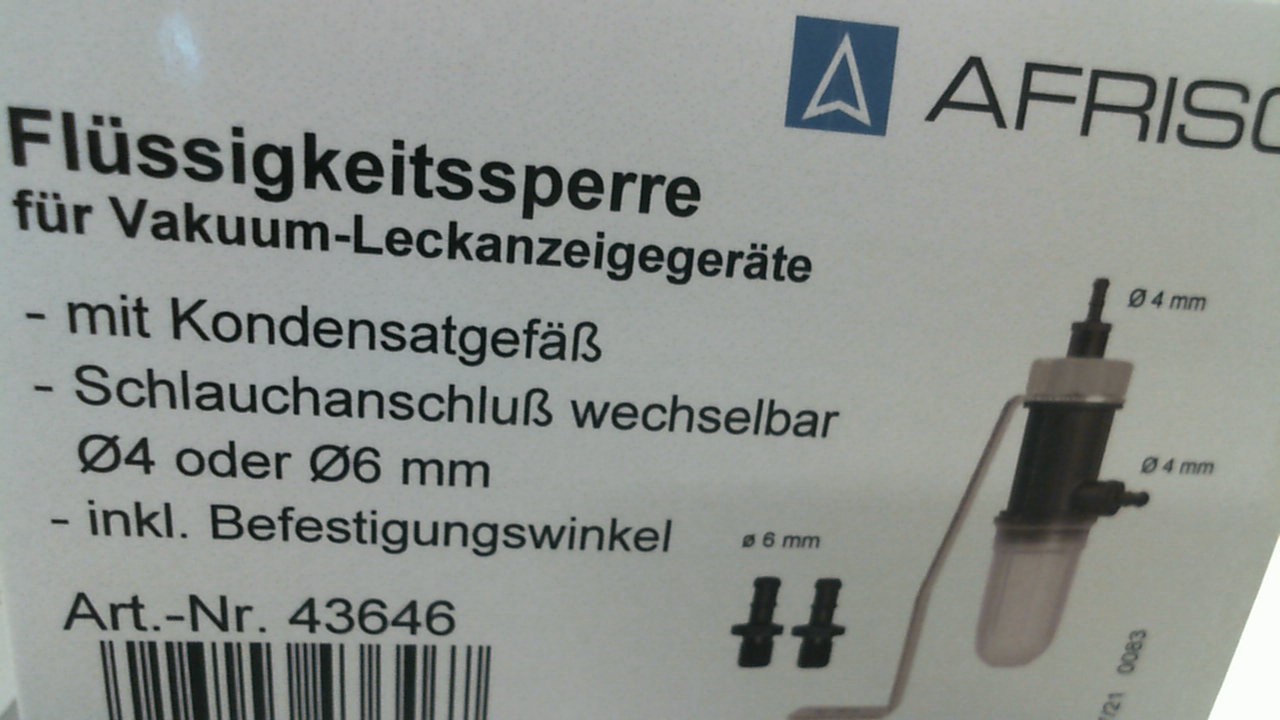 AFRISO
Flüssigkeitssperre
für Vakuum-Leckanzeigegeräte
- mit Kondensatgefäß
- Schlauchanschluß wechselbar
Ø4 oder Ø6 mm
- inkl. Befestigungswinkel
Art.-Nr. 43646
Ø 4 mm
Ø 4 mm
ø 6 mm
0083